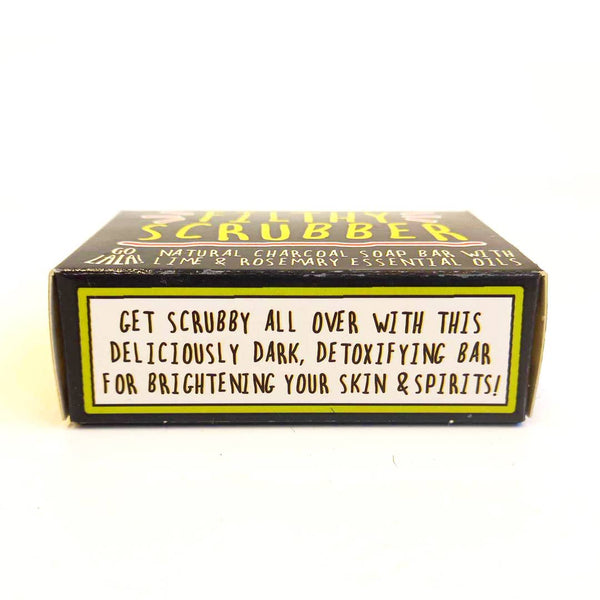 FILTHY
SCRUBBER
GO LALA!
NATURAL CHARCOAL SOAP BAR WITH
LIME & ROSEMARY ESSENTIAL OILS
GET SCRUBBY ALL OVER WITH THIS
DELICIOUSLY DARK, DETOXIFYING BAR
FOR BRIGHTENING YOUR SKIN & SPIRITS!